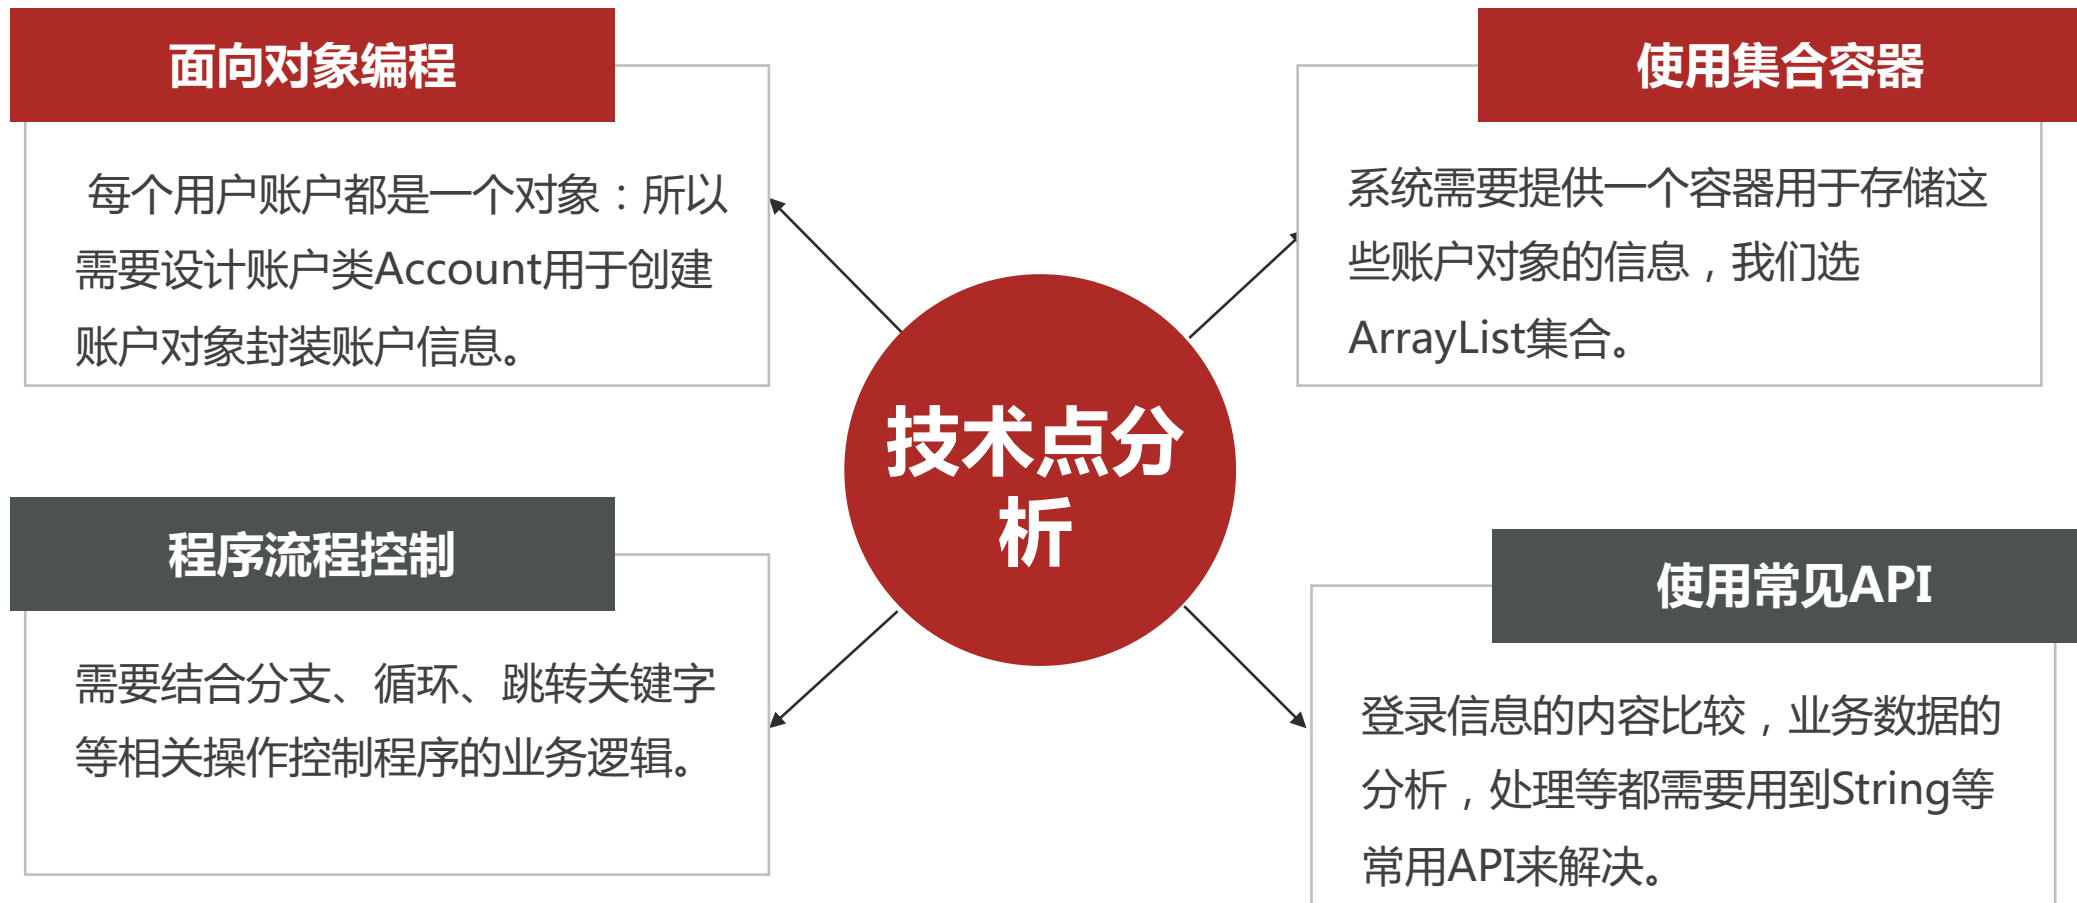 面向对象编程
每个用户账户都是一个对象：所以
需要设计账户类Account用于创建
账户对象封装账户信息。
使用集合容器
系统需要提供一个容器用于存储这
些账户对象的信息，我们选
ArrayList集合。
技术点分
析
程序流程控制
需要结合分支、循环、跳转关键字
等相关操作控制程序的业务逻辑。
使用常见API
登录信息的内容比较，业务数据的
分析，处理等都需要用到String等
常用API来解决。